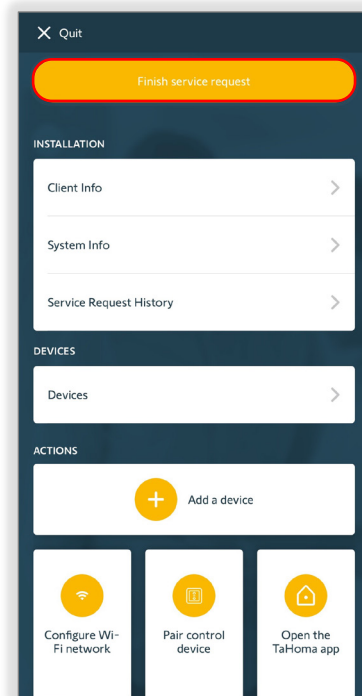 Quit
Finish service request
INSTALLATION
Client Info
System Info
Service Request History
DEVICES
Devices
ACTIONS
Add a device
Configure Wi-
Fi network
Pair control
device
Open the
TaHoma app